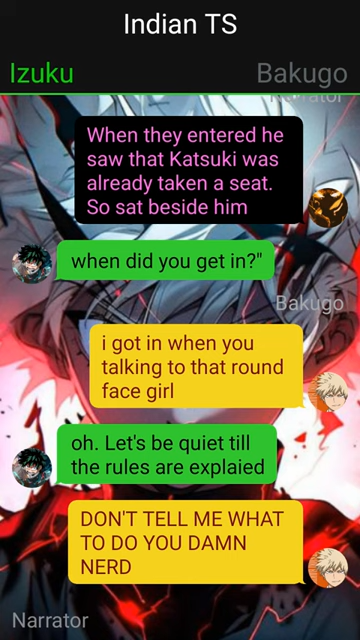 Indian TS
Izuku
Bakugo
Narrator
When they entered he
saw that Katsuki was
already taken a seat.
So sat beside him
when did you get in?"
Bakugo
i got in when you
talking to that round
face girl
oh. Let's be quiet till
the rules are explaied
DON'T TELL ME WHAT
TO DO YOU DAMN
NERD
Narrator